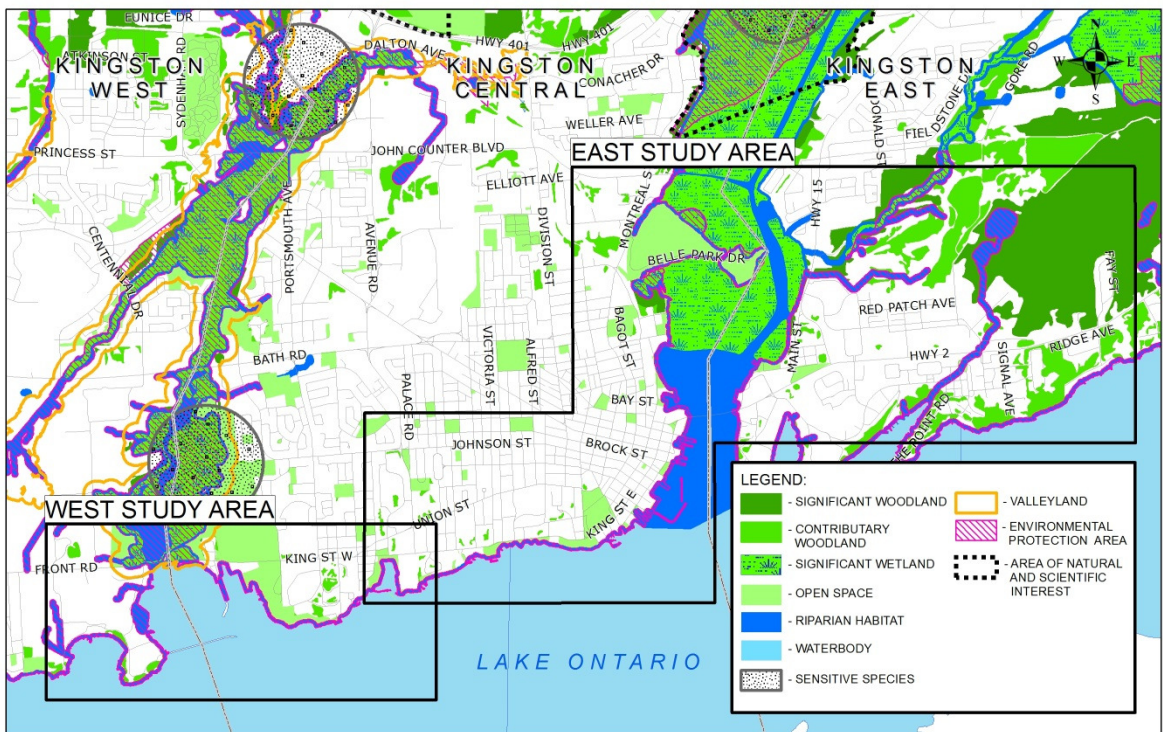 EUNICE DR
ATKINSON ST
SYDENHAM RD
KINGSTON
WEST
DALTON AVE
HWY 401
HWY 401
KINGSTON
CENTRAL
CONACHER DR
KINGSTON
EAST
GORE RD
N
W
E
S
WELLER AVE
FIELDSTONE D
PRINCESS ST
JOHN COUNTER BLVD
EAST STUDY AREA
ELLIOTT AVE
DIVISION ST
MONTREAL S
HWY 15
PORTSMOUTH AVE
AVENUE RD
CENTENNIAL DR
BELLE PARK DR
FAY ST
RED PATCH AVE
BATH RD
VICTORIA ST
ALFRED ST
BAGOT ST
MAIN ST
HWY 2
SIGNAL AVE
RIDGE AVE
PALACE RD
BAY ST
JOHNSON ST
BROCK ST
THE POINT RD
WEST STUDY AREA
UNION ST
KING ST E
FRONT RD
KING ST W
LAKE ONTARIO
LEGEND:
- SIGNIFICANT WOODLAND
- CONTRIBUTARY
WOODLAND
- SIGNIFICANT WETLAND
- OPEN SPACE
- RIPARIAN HABITAT
- WATERBODY
- SENSITIVE SPECIES
- VALLEYLAND
- ENVIRONMENTAL
PROTECTION AREA
- AREA OF NATURAL
AND SCIENTIFIC
INTEREST